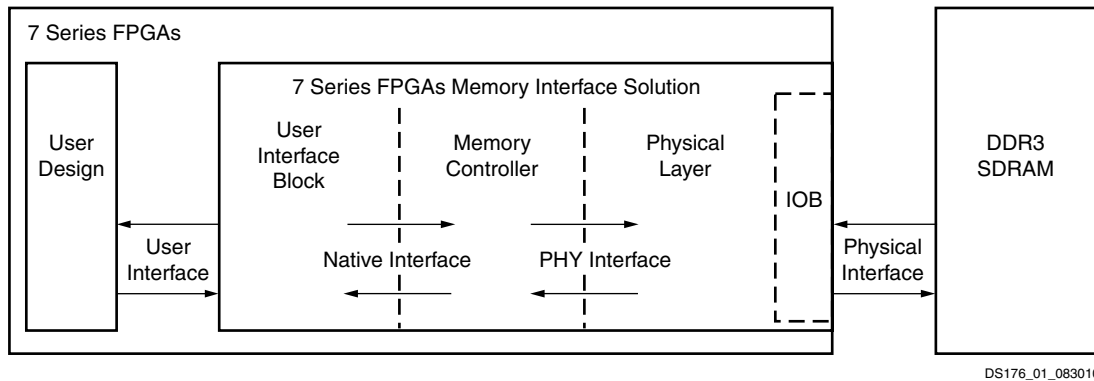 7 Series FPGAs
7 Series FPGAs Memory Interface Solution
User
Design
User
Interface
Block
Memory
Controller
Physical
Layer
IOB
DDR3
SDRAM
User
Interface
Native Interface
PHY Interface
Physical
Interface
DS176_01_083010